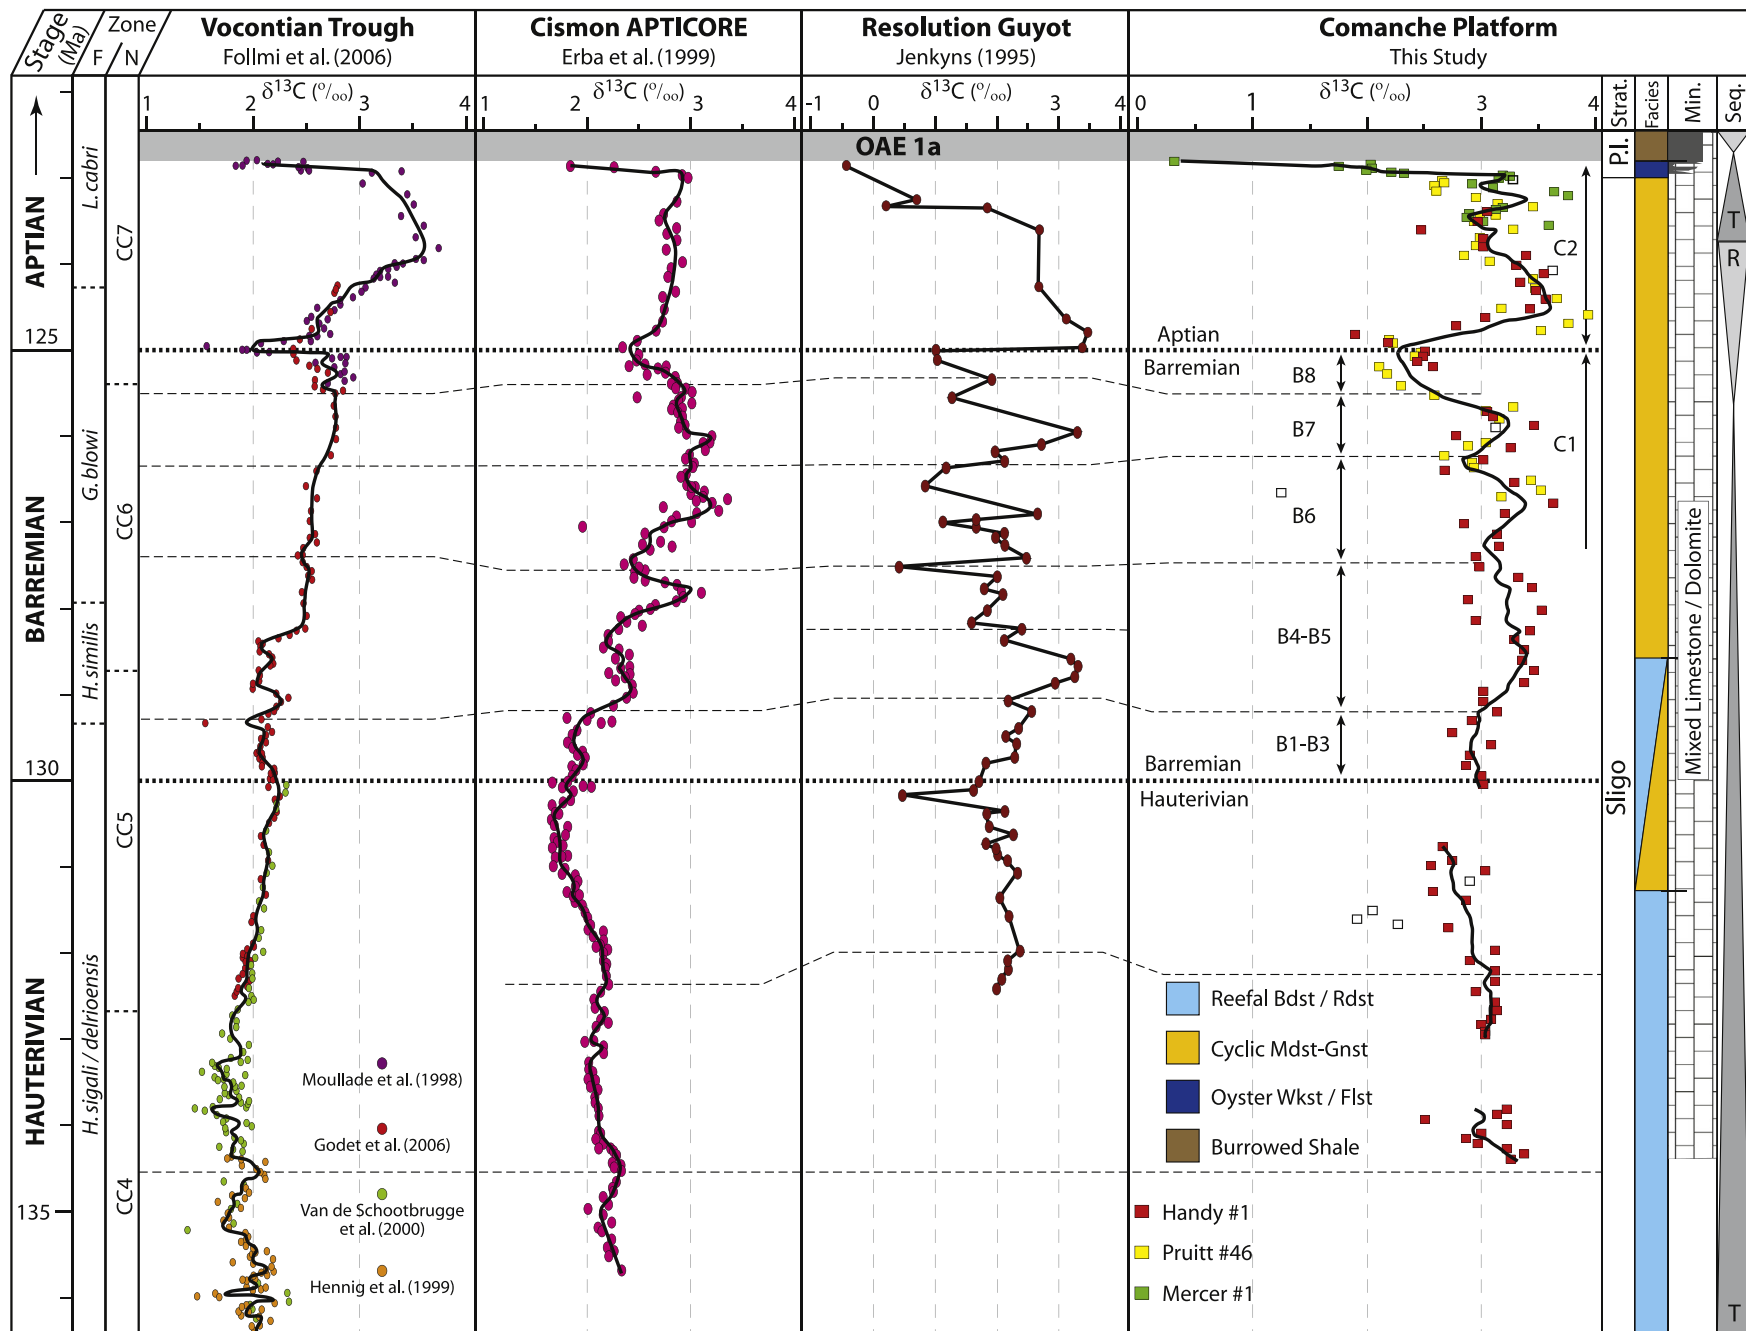 Stage
(Ma)
Zone
F
N
Vocontian Trough
Follmi et al. (2006)
Cismon APTICORE
Erba et al. (1999)
Resolution Guyot
Jenkyns (1995)
Comanche Platform
This Study
δ13C (o/oo)
1 2 3 4
δ13C (o/oo)
1 2 3 4
δ13C (o/oo)
-1 0 1 2 3 4
δ13C (o/oo)
0 1 2 3 4
Strat.
Facies
Min.
Seq.
OAE 1a
APTIAN
BARREMIAN
HAUTERIVIAN
125
130
135
L. cabri
G. blowi
H. similis
H. sigali / delrioensis
CC7
CC6
CC5
CC4
Moullade et al. (1998)
Godet et al. (2006)
Van de Schootbrugge
et al. (2000)
Hennig et al. (1999)
Aptian
Barremian
Barremian
Hauterivian
B8
B7
B6
B4-B5
B1-B3
C2
C1
Reefal Bdst / Rdst
Cyclic Mdst-Gnst
Oyster Wkst / Flst
Burrowed Shale
Handy #1
Pruitt #46
Mercer #1
P.I.
Sligo
Mixed Limestone / Dolomite
T
R
T